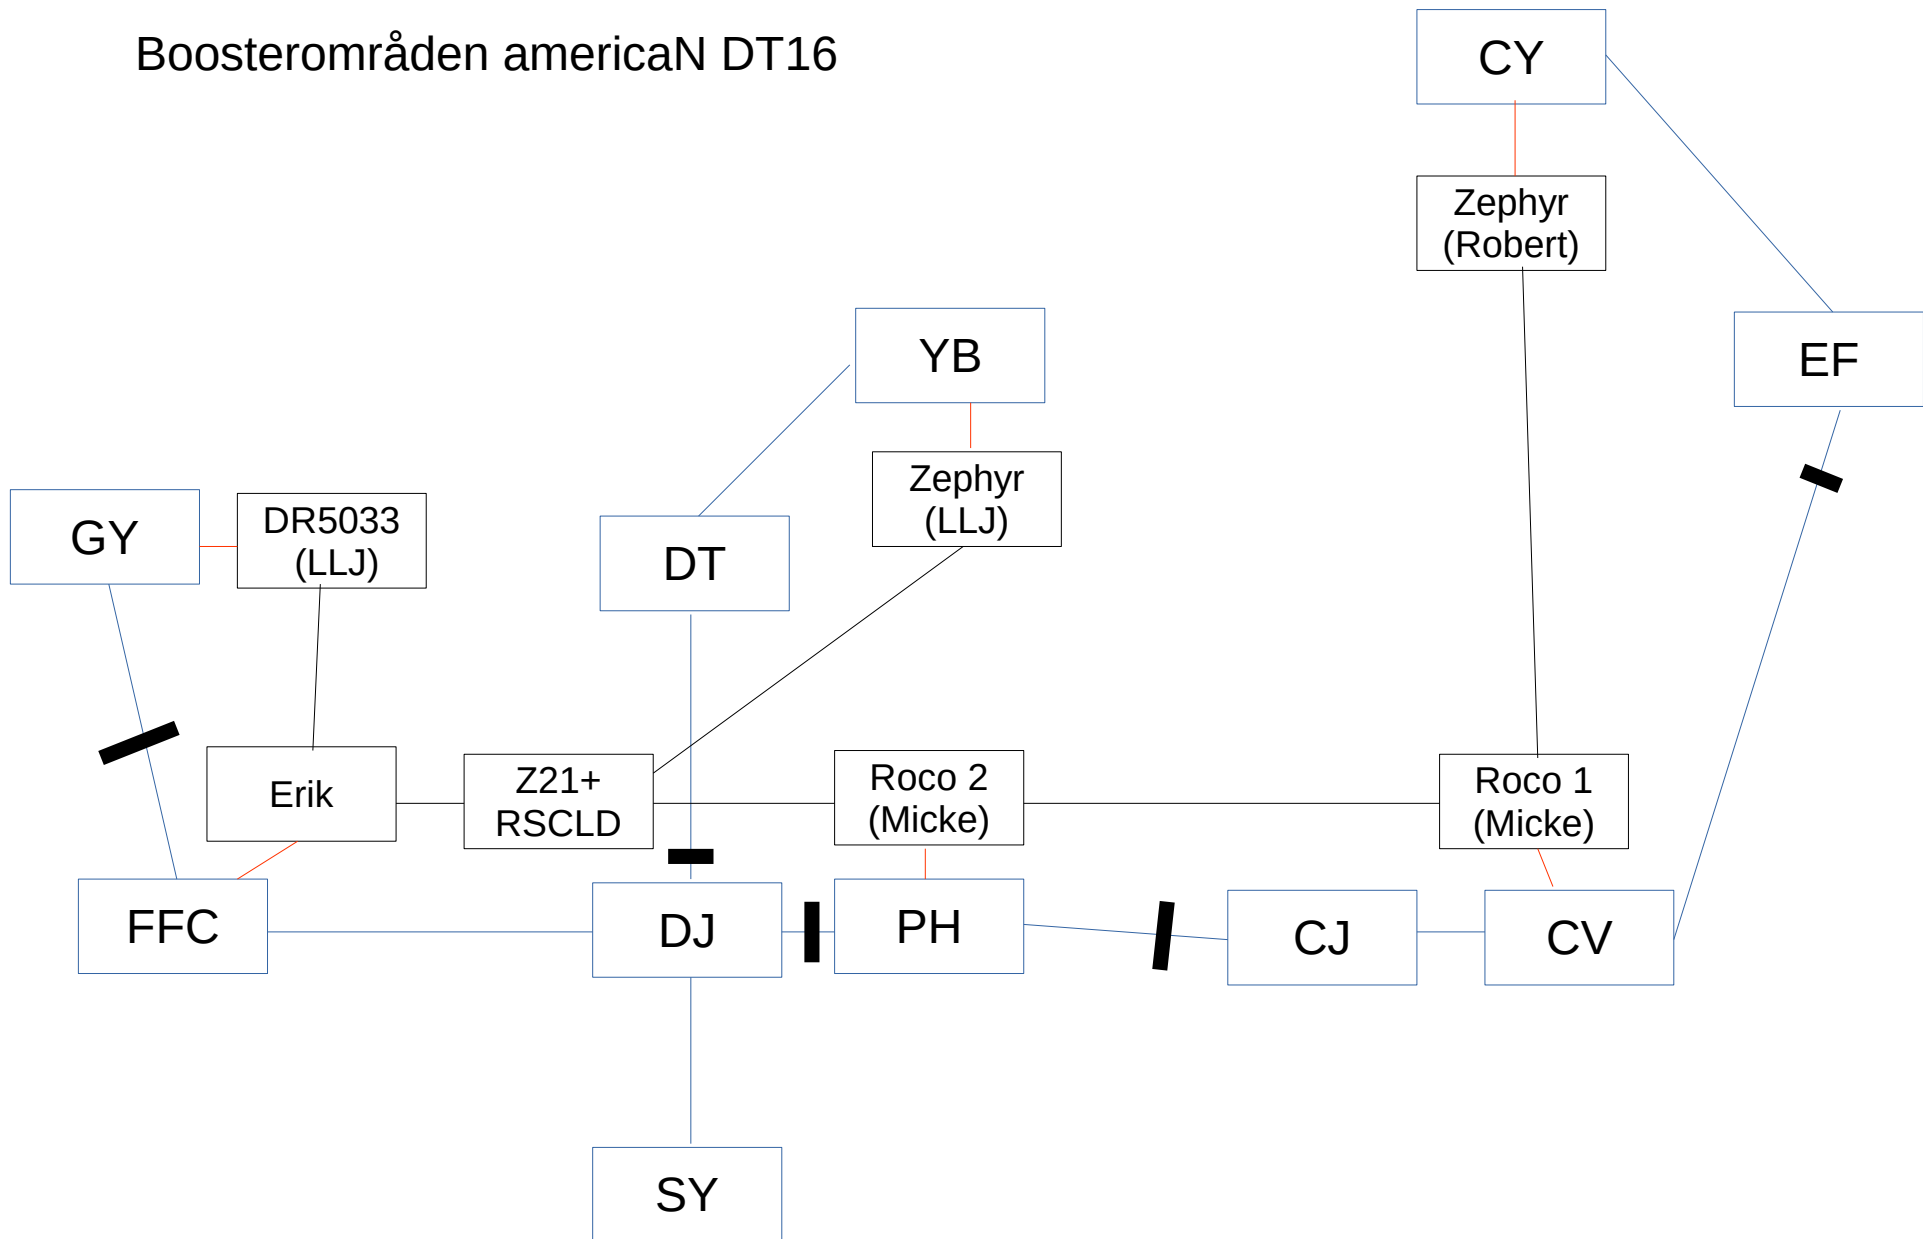 Boosterområden americaN DT16
CY
Zephyr
(Robert)
YB
EF
Zephyr
(LLJ)
GY
DR5033
(LLJ)
DT
Erik
Z21+
RSCLD
Roco 2
(Micke)
Roco 1
(Micke)
FFC
DJ
PH
CJ
CV
SY